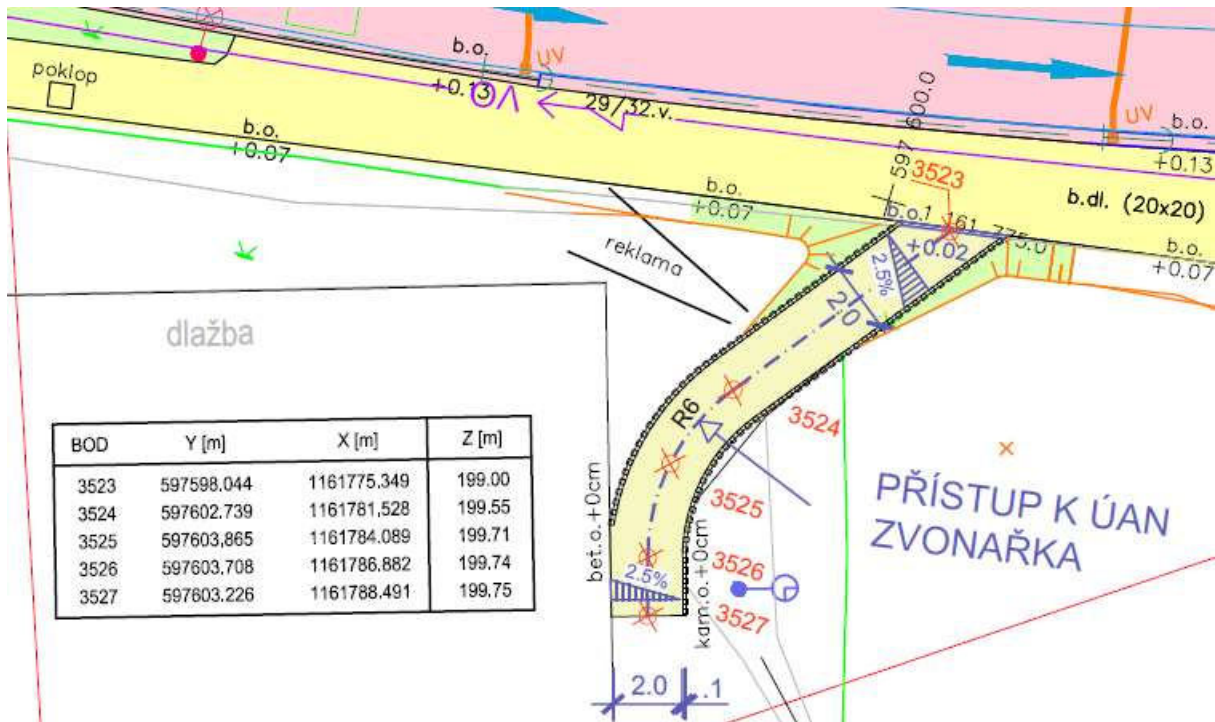 b.o.
+0.13
UV
29/32.v.
poklop
b.o.
+0.07
597 600.0
UV
b.o.
+0.13
3523
b.o.
+0.07
b.dl. (20x20)
b.o.
+0.07
b.o.
1 161 775.0
+0.02
2.5%
2.0
reklama
dlažba
R6
3524
BOD Y [m] X [m] Z [m]
3523 597598.044 1161775.349 199.00
3524 597602.739 1161781.528 199.55
3525 597603.865 1161784.089 199.71
3526 597603.708 1161786.882 199.74
3527 597603.226 1161788.491 199.75
PŘÍSTUP K ÚAN
ZVONAŘKA
3525
bet.o.+0cm
kam.o.+0cm
3526
2.5%
3527
2.0 .1